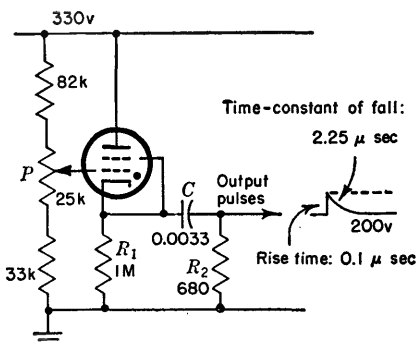 330v
82k
P
25k
33k
R1
1M
C
0.0033
R2
680
Output
pulses
Time-constant of fall:
2.25 μ sec
200v
Rise time: 0.1 μ sec